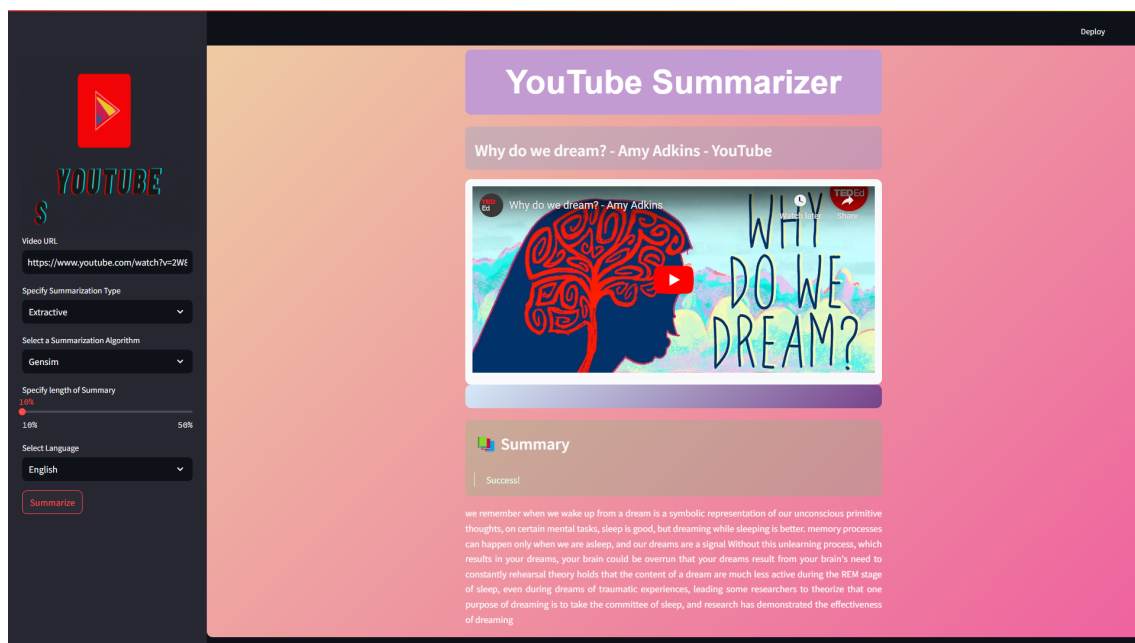 Deploy
YOUTUBE
S
Video URL
https://www.youtube.com/watch?v=2W8
Specify Summarization Type
Extractive
Select a Summarization Algorithm
Gensim
Specify length of Summary
10%
10% 50%
Select Language
English
Summarize
YouTube Summarizer
Why do we dream? - Amy Adkins - YouTube
TED Ed
Why do we dream? - Amy Adkins
Watch later
Share
TEDEd
WHY
DO WE
DREAM?
Summary
Success!
we remember when we wake up from a dream is a symbolic representation of our unconscious primitive
thoughts, on certain mental tasks, sleep is good, but dreaming while sleeping is better. memory processes
can happen only when we are asleep, and our dreams are a signal Without this unlearning process, which
results in your dreams, your brain could be overrun that your dreams result from your brain's need to
constantly rehearsal theory holds that the content of a dream are much less active during the REM stage
of sleep, even during dreams of traumatic experiences, leading some researchers to theorize that one
purpose of dreaming is to take the committee of sleep, and research has demonstrated the effectiveness
of dreaming